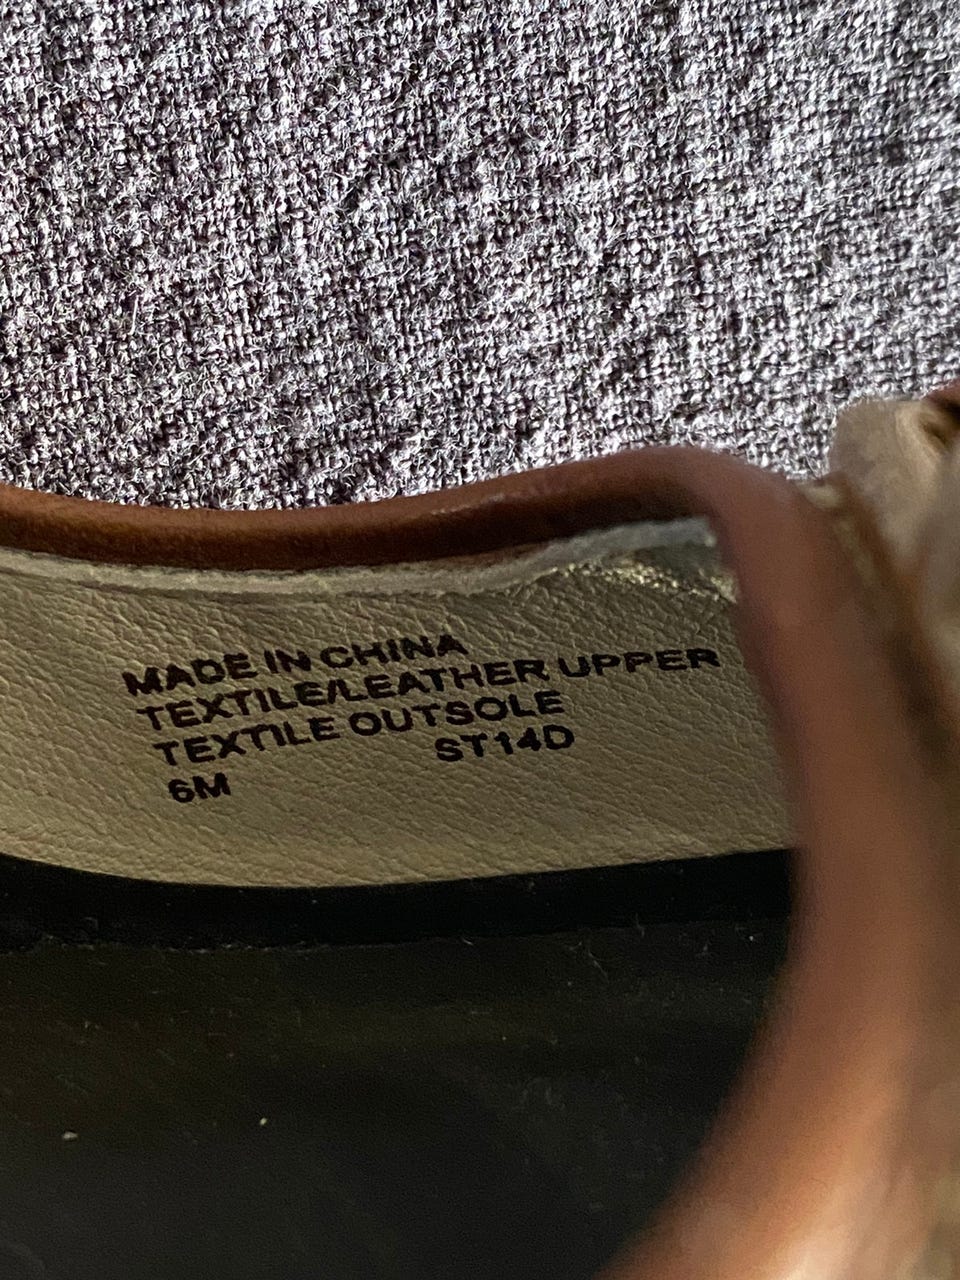 MADE IN CHINA
TEXTILE/LEATHER UPPER
TEXTILE OUTSOLE
6M ST14D